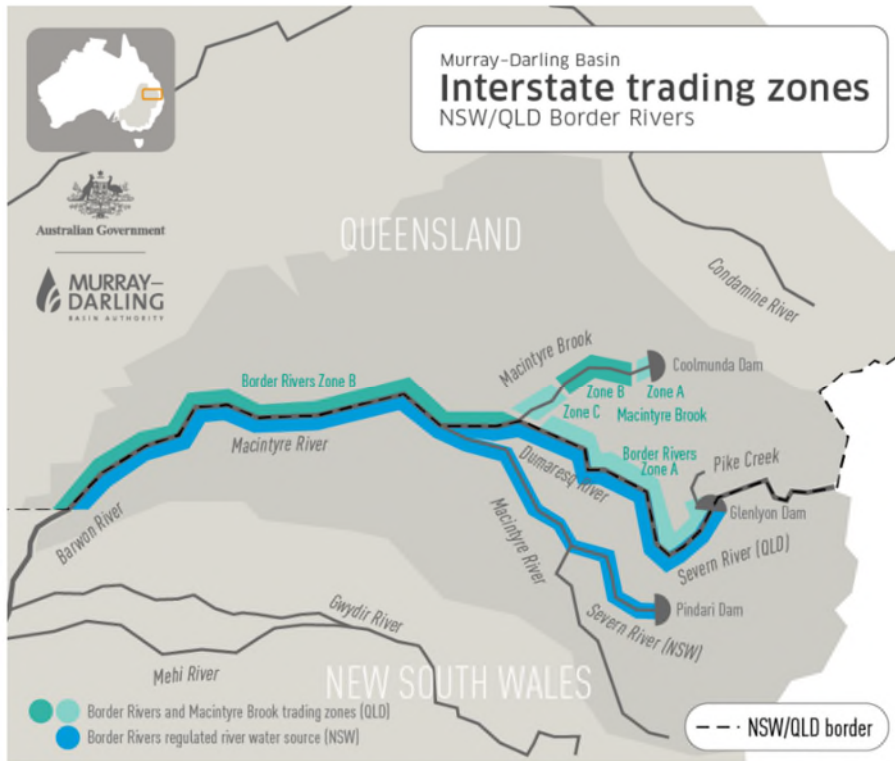 Murray–Darling Basin
Interstate trading zones
NSW/QLD Border Rivers
Australian Government
MURRAY–
DARLING
BASIN AUTHORITY
QUEENSLAND
Condamine River
Macintyre Brook
Coolmunda Dam
Border Rivers Zone B
Zone B
Zone A
Zone C
Macintyre Brook
Macintyre River
Dumaresq River
Border Rivers
Zone A
Pike Creek
Glenlyon Dam
Barwon River
Macintyre River
Severn River (QLD)
Pindari Dam
Severn River (NSW)
Gwydir River
Mehi River
NEW SOUTH WALES
Border Rivers and Macintyre Brook trading zones (QLD)
Border Rivers regulated river water source (NSW)
NSW/QLD border